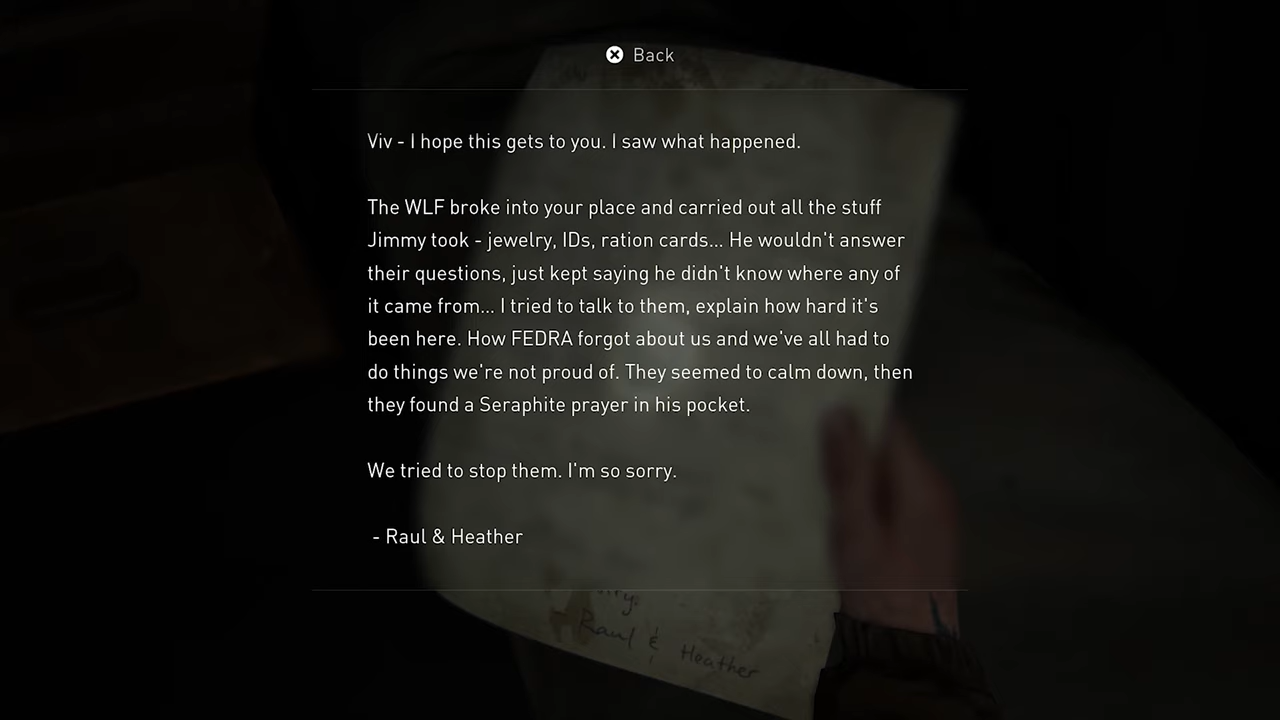 Back
Viv - I hope this gets to you. I saw what happened.
The WLF broke into your place and carried out all the stuff
Jimmy took - jewelry, IDs, ration cards... He wouldn't answer
their questions, just kept saying he didn't know where any of
it came from... I tried to talk to them, explain how hard it's
been here. How FEDRA forgot about us and we've all had to
do things we're not proud of. They seemed to calm down, then
they found a Seraphite prayer in his pocket.
We tried to stop them. I'm so sorry.
- Raul & Heather
- Raul & Heather